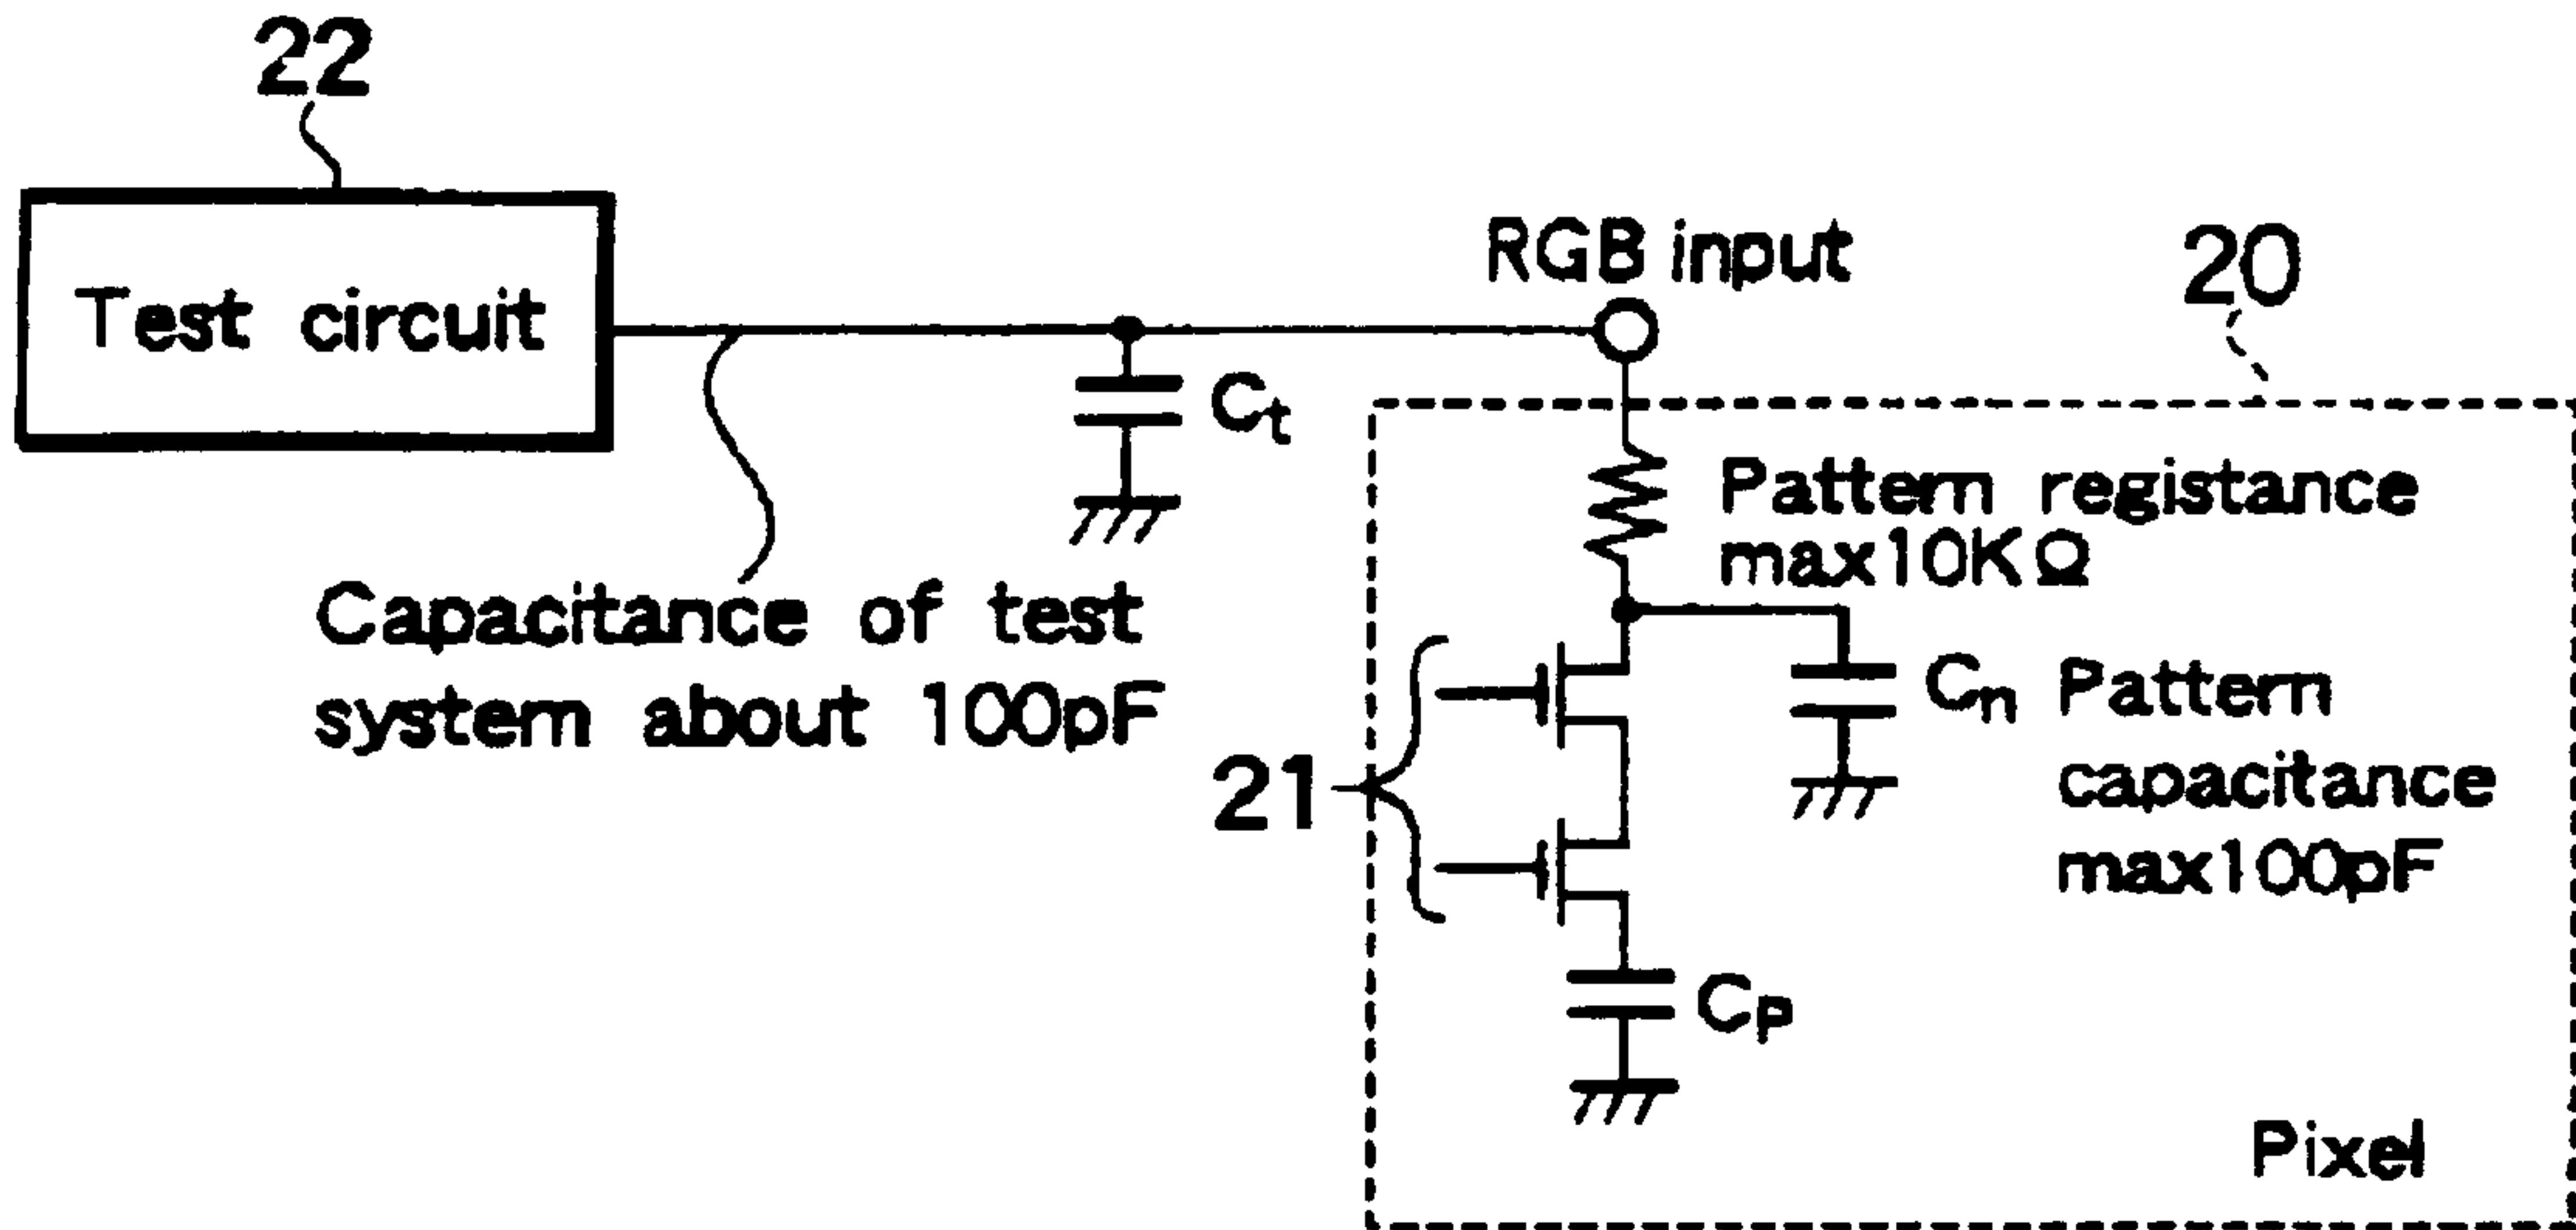 22
Test circuit
RGB input
20
Ct
Pattern registance
max10KΩ
Capacitance of test
system about 100pF
Cn Pattern
capacitance
max100pF
21
CP
Pixel